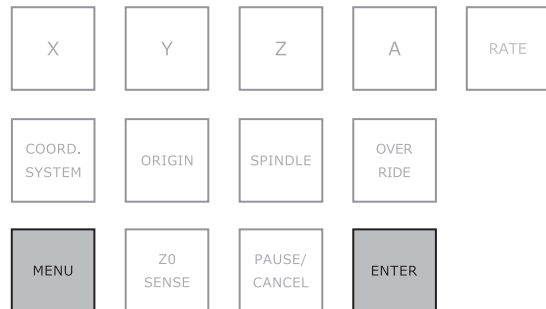 X Y Z A RATE
COORD.
SYSTEM
ORIGIN SPINDLE
OVER
RIDE
MENU
Z0
SENSE
PAUSE/
CANCEL
ENTER